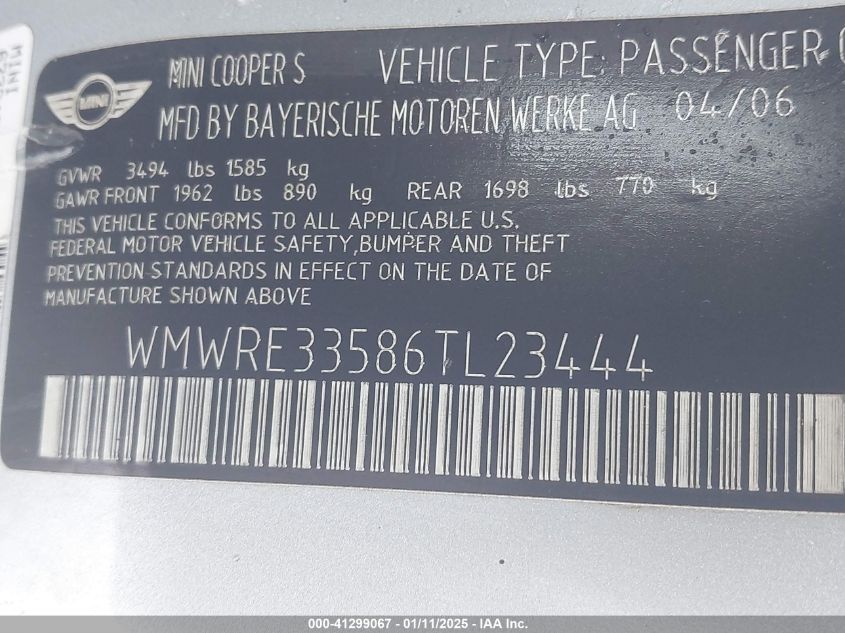 MINI COOPER S VEHICLE TYPE: PASSENGER
MINI
MFD BY BAYERISCHE MOTOREN WERKE AG 04/06
GVWR 3494 lbs 1585 kg
GAWR FRONT 1962 lbs 890 kg REAR 1698 lbs 770 kg
THIS VEHICLE CONFORMS TO ALL APPLICABLE U.S.
FEDERAL MOTOR VEHICLE SAFETY,BUMPER AND THEFT
PREVENTION STANDARDS IN EFFECT ON THE DATE OF
MANUFACTURE SHOWN ABOVE
WMWRE33586TL23444
MINI
000-41299067 - 01/11/2025 - IAA Inc.